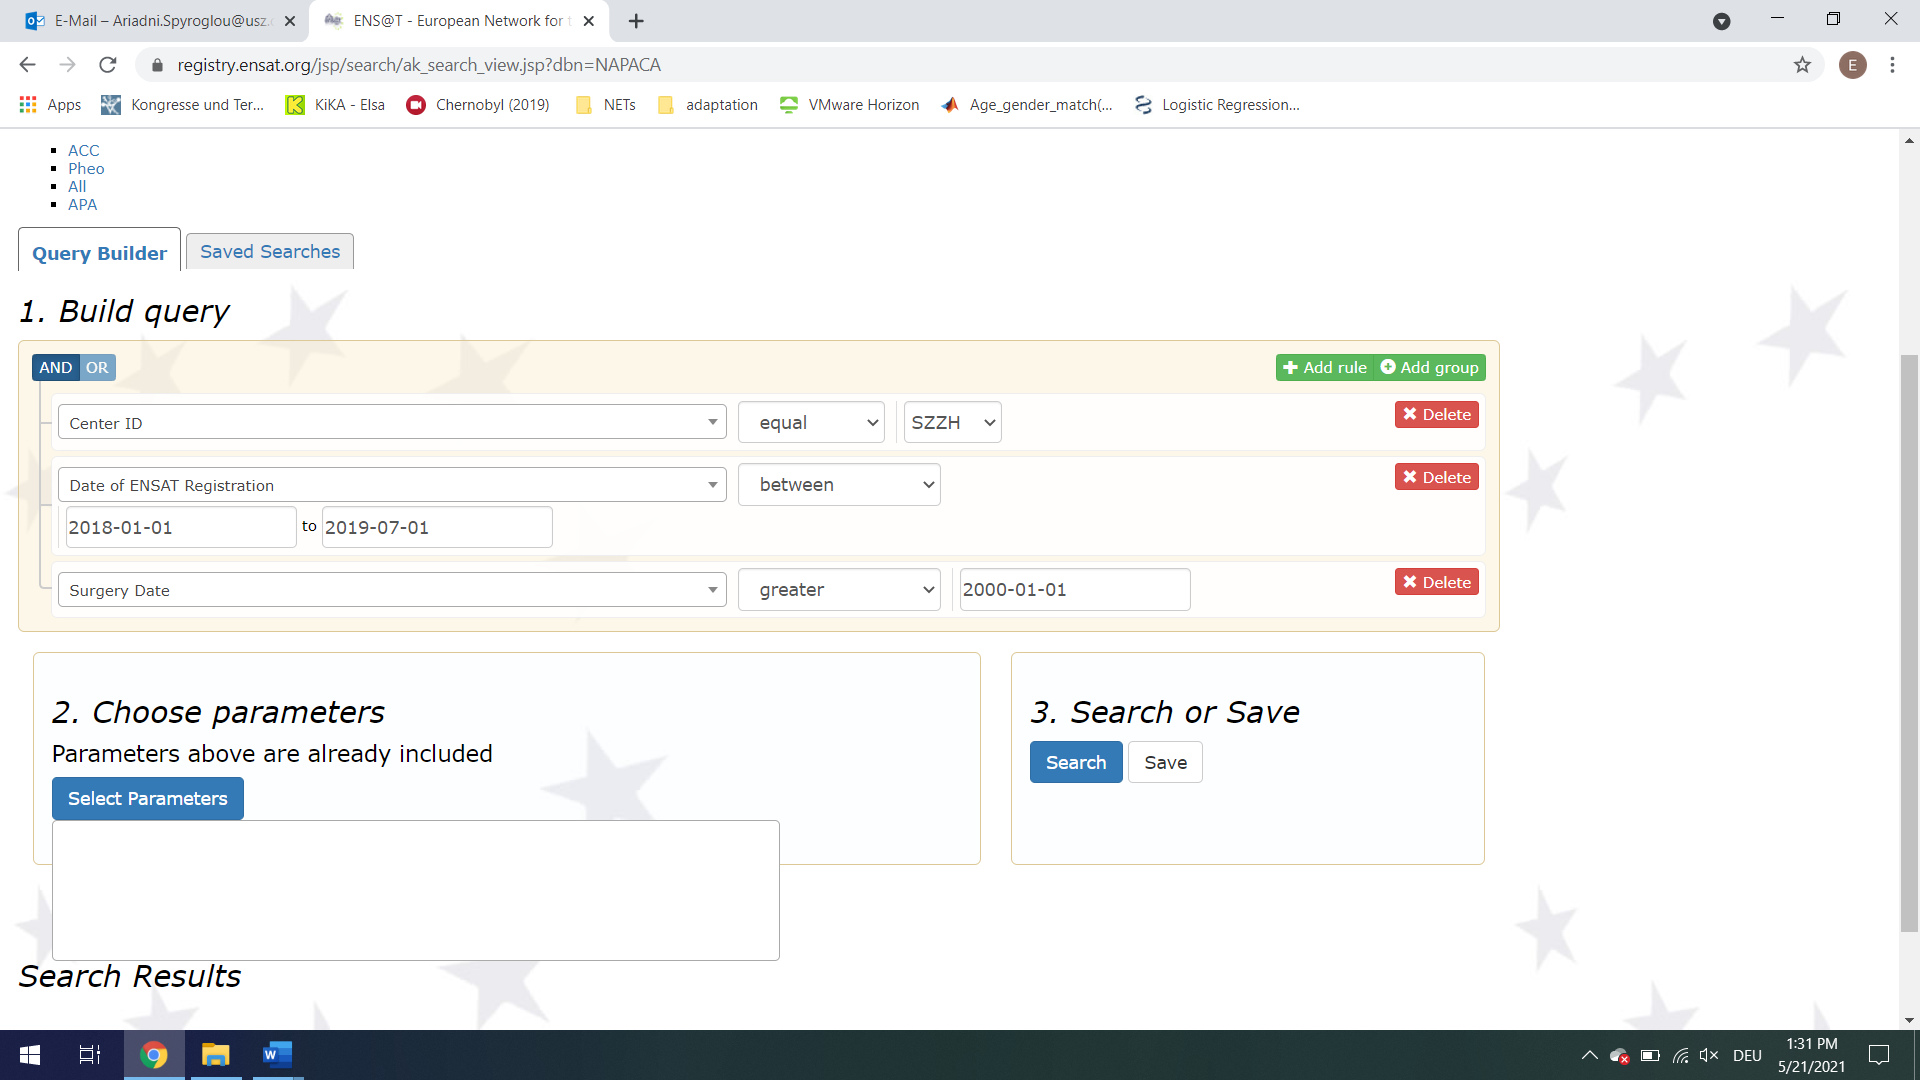 E-Mail – Ariadni.Spyroglou@usz.
ENS@T - European Network for t
registry.ensat.org/jsp/search/ak_search_view.jsp?dbn=NAPACA
E
Apps Kongresse und Ter... KiKA - Elsa Chernobyl (2019) NETs adaptation VMware Horizon Age_gender_match(... Logistic Regression...
ACC
Pheo
All
APA
Query Builder Saved Searches
1. Build query
AND OR Add rule Add group
Center ID equal SZZH Delete
Date of ENSAT Registration between Delete
2018-01-01 to 2019-07-01
Surgery Date greater 2000-01-01 Delete
2. Choose parameters
Parameters above are already included
Select Parameters
3. Search or Save
Search Save
Search Results
DEU
1:31 PM
5/21/2021